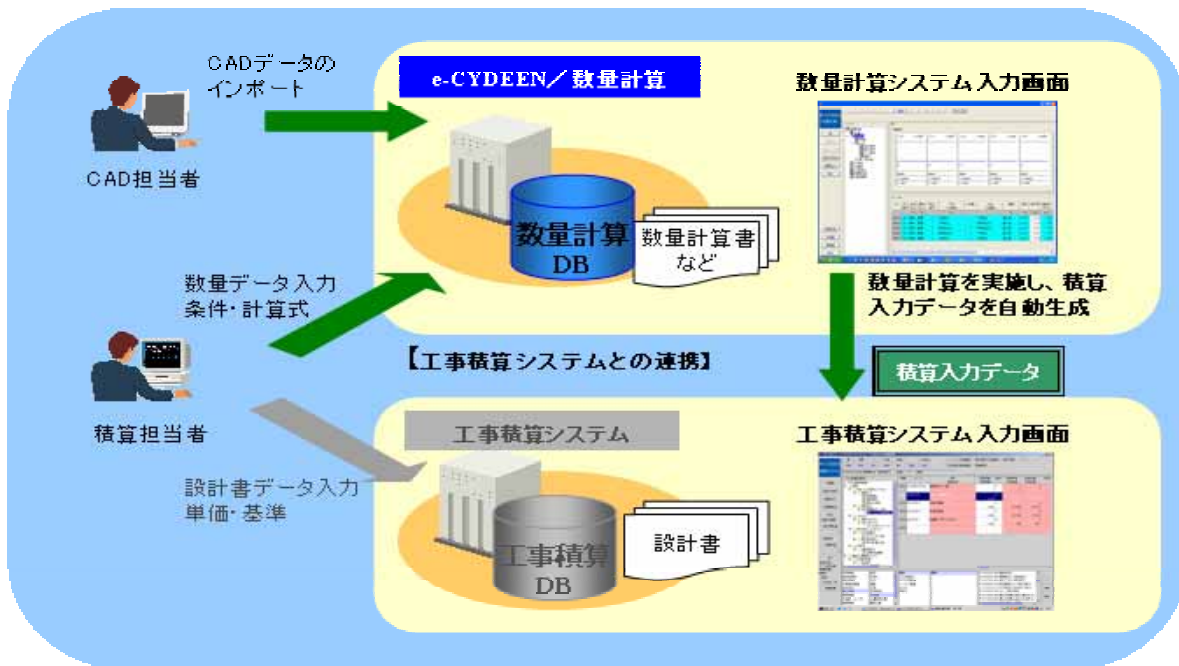 CADデータの
インポート
CAD担当者
e-CYDEEN/数量計算
数量計算
DB
数量計算書
など
数量計算システム入力画面
数量データ入力
条件・計算式
数量計算を実施し、積算
入力データを自動生成
【工事積算システムとの連携】
積算入力データ
積算担当者
工事積算システム
工事積算システム入力画面
設計書データ入力
単価・基準
工事積算
DB
設計書